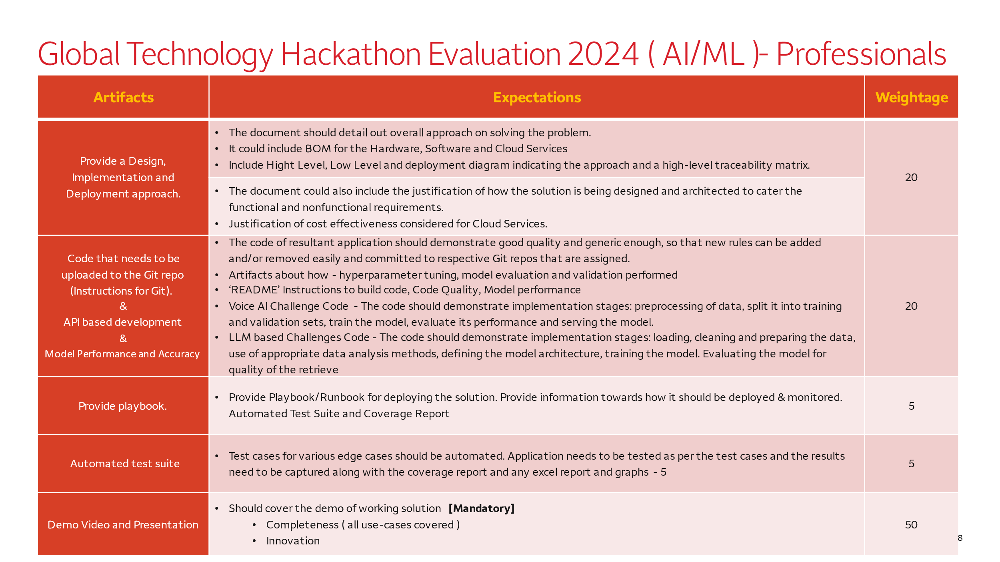 Global Technology Hackathon Evaluation 2024 ( AI/ML )- Professionals
Artifacts
Expectations
Weightage
Provide a Design,
Implementation and
Deployment approach.
• The document should detail out overall approach on solving the problem.
• It could include BOM for the Hardware, Software and Cloud Services
• Include Hight Level, Low Level and deployment diagram indicating the approach and a high-level traceability matrix.
• The document could also include the justification of how the solution is being designed and architected to cater the
functional and nonfunctional requirements.
• Justification of cost effectiveness considered for Cloud Services.
20
Code that needs to be
uploaded to the Git repo
(Instructions for Git).
&
API based development
&
Model Performance and Accuracy
• The code of resultant application should demonstrate good quality and generic enough, so that new rules can be added
and/or removed easily and committed to respective Git repos that are assigned.
• Artifacts about how - hyperparameter tuning, model evaluation and validation performed
• ‘README’ Instructions to build code, Code Quality, Model performance
• Voice AI Challenge Code - The code should demonstrate implementation stages: preprocessing of data, split it into training
and validation sets, train the model, evaluate its performance and serving the model.
• LLM based Challenges Code - The code should demonstrate implementation stages: loading, cleaning and preparing the data,
use of appropriate data analysis methods, defining the model architecture, training the model. Evaluating the model for
quality of the retrieve
20
Provide playbook.
• Provide Playbook/Runbook for deploying the solution. Provide information towards how it should be deployed & monitored.
Automated Test Suite and Coverage Report
5
Automated test suite
• Test cases for various edge cases should be automated. Application needs to be tested as per the test cases and the results
need to be captured along with the coverage report and any excel report and graphs - 5
5
Demo Video and Presentation
• Should cover the demo of working solution [Mandatory]
• Completeness ( all use-cases covered )
• Innovation
50
8